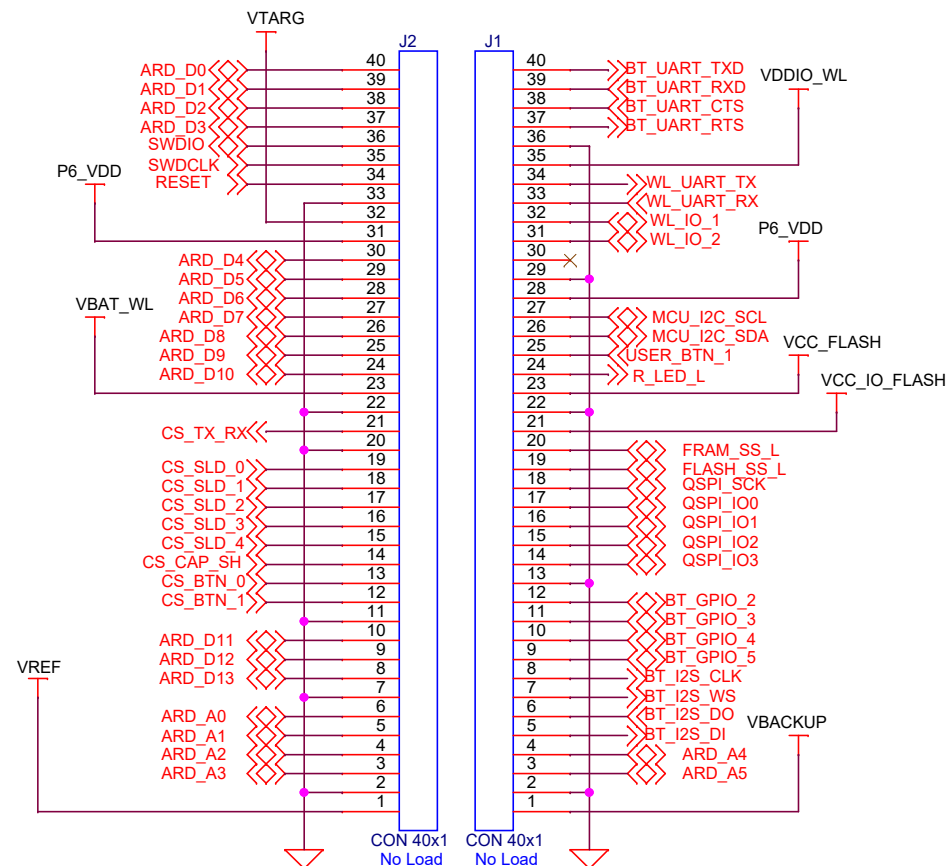 VTARG
J2 J1
40 40
ARD_D0 BT_UART_TXD VDDIO_WL
39 39
ARD_D1 BT_UART_RXD
38 38
ARD_D2 BT_UART_CTS
37 37
ARD_D3 BT_UART_RTS
36 36
SWDIO
35 35
P6_VDD SWDCLK
34 34
RESET WL_UART_TX
33 33
WL_UART_RX
32 32
WL_IO_1 P6_VDD
31 31
WL_IO_2
30 30
ARD_D4
29 29
ARD_D5
28 28
VBAT_WL ARD_D6
27 27
ARD_D7 MCU_I2C_SCL
26 26
ARD_D8 MCU_I2C_SDA VCC_FLASH
25 25
ARD_D9 USER_BTN_1
24 24
ARD_D10 R_LED_L VCC_IO_FLASH
23 23
22 22
21 21
CS_TX_RX
20 20
FRAM_SS_L
19 19
CS_SLD_0 FLASH_SS_L
18 18
CS_SLD_1 QSPI_SCK
17 17
CS_SLD_2 QSPI_IO0
16 16
CS_SLD_3 QSPI_IO1
15 15
CS_SLD_4 QSPI_IO2
14 14
CS_CAP_SH QSPI_IO3
13 13
CS_BTN_0
12 12
CS_BTN_1 BT_GPIO_2
11 11
BT_GPIO_3
10 10
ARD_D11 BT_GPIO_4
9 9
VREF ARD_D12 BT_GPIO_5
8 8
ARD_D13 BT_I2S_CLK
7 7
BT_I2S_WS
6 6
ARD_A0 BT_I2S_DO VBACKUP
5 5
ARD_A1 BT_I2S_DI
4 4
ARD_A2 ARD_A4
3 3
ARD_A3 ARD_A5
2 2
1 1
CON 40x1 CON 40x1
No Load No Load